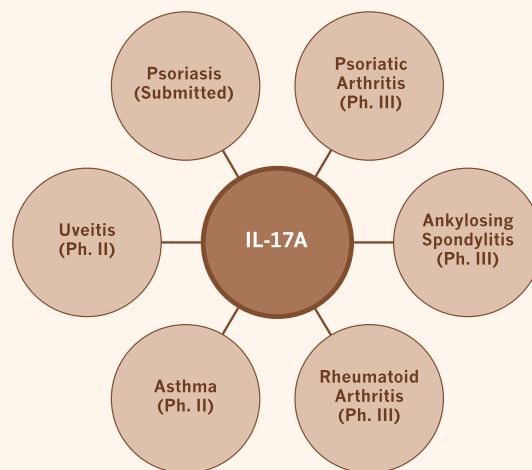 Psoriasis
(Submitted)
Psoriatic
Arthritis
(Ph. III)
Uveitis
(Ph. II)
IL-17A
Ankylosing
Spondylitis
(Ph. III)
Asthma
(Ph. II)
Rheumatoid
Arthritis
(Ph. III)